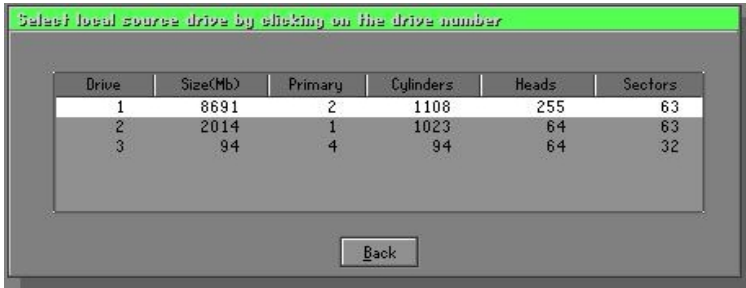 Select local source drive by clicking on the drive number
Drive Size(Mb) Primary Cylinders Heads Sectors
1 8691 2 1108 255 63
2 2014 1 1023 64 63
3 94 4 94 64 32
Back